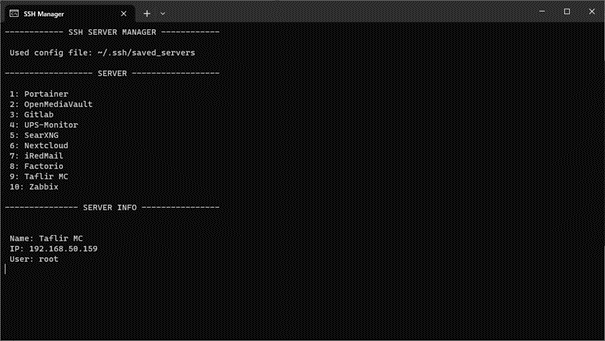 SSH Manager
------------ SSH SERVER MANAGER ------------
Used config file: ~/.ssh/saved_servers
------------------ SERVER ------------------
1: Portainer
2: OpenMediaVault
3: Gitlab
4: UPS-Monitor
5: SearXNG
6: Nextcloud
7: iRedMail
8: Factorio
9: Taflir MC
10: Zabbix
--------------- SERVER INFO ----------------
Name: Taflir MC
IP: 192.168.50.159
User: root